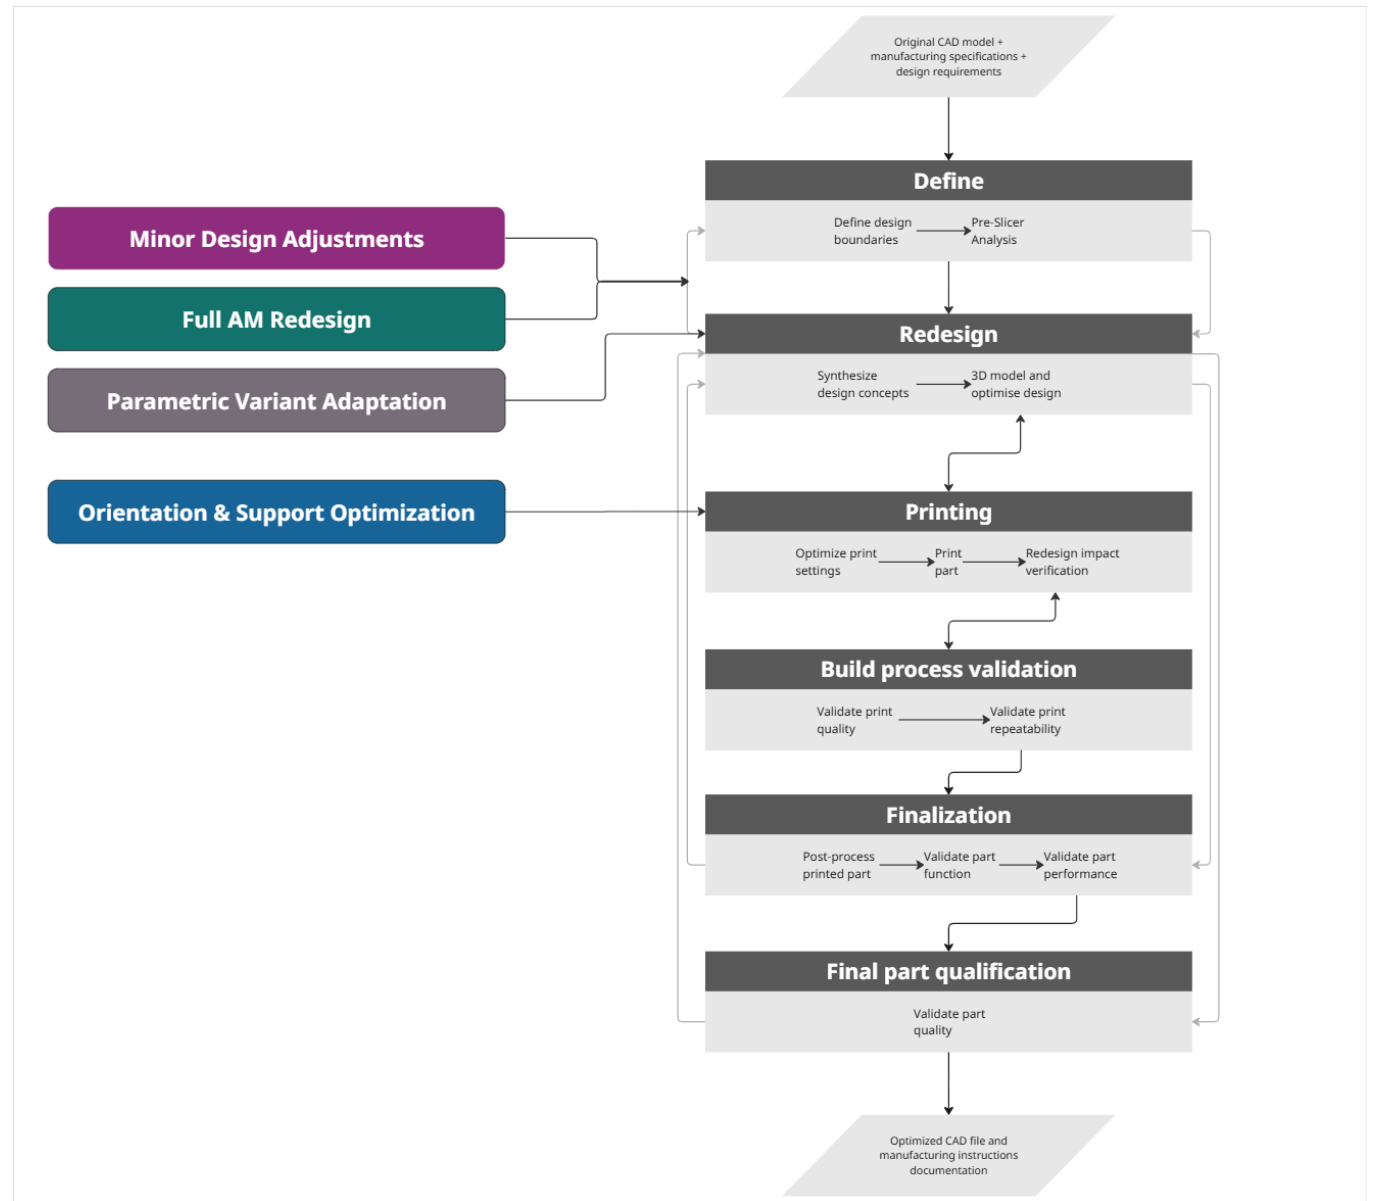 Original CAD model +
manufacturing specifications +
design requirements
Define
Define design
boundaries
Pre-Slicer
Analysis
Minor Design Adjustments
Full AM Redesign
Parametric Variant Adaptation
Orientation & Support Optimization
Redesign
Synthesize
design concepts
3D model and
optimise design
Printing
Optimize print
settings
Print
part
Redesign impact
verification
Build process validation
Validate print
quality
Validate print
repeatability
Finalization
Post-process
printed part
Validate part
function
Validate part
performance
Final part qualification
Validate part
quality
Optimized CAD file and
manufacturing instructions
documentation